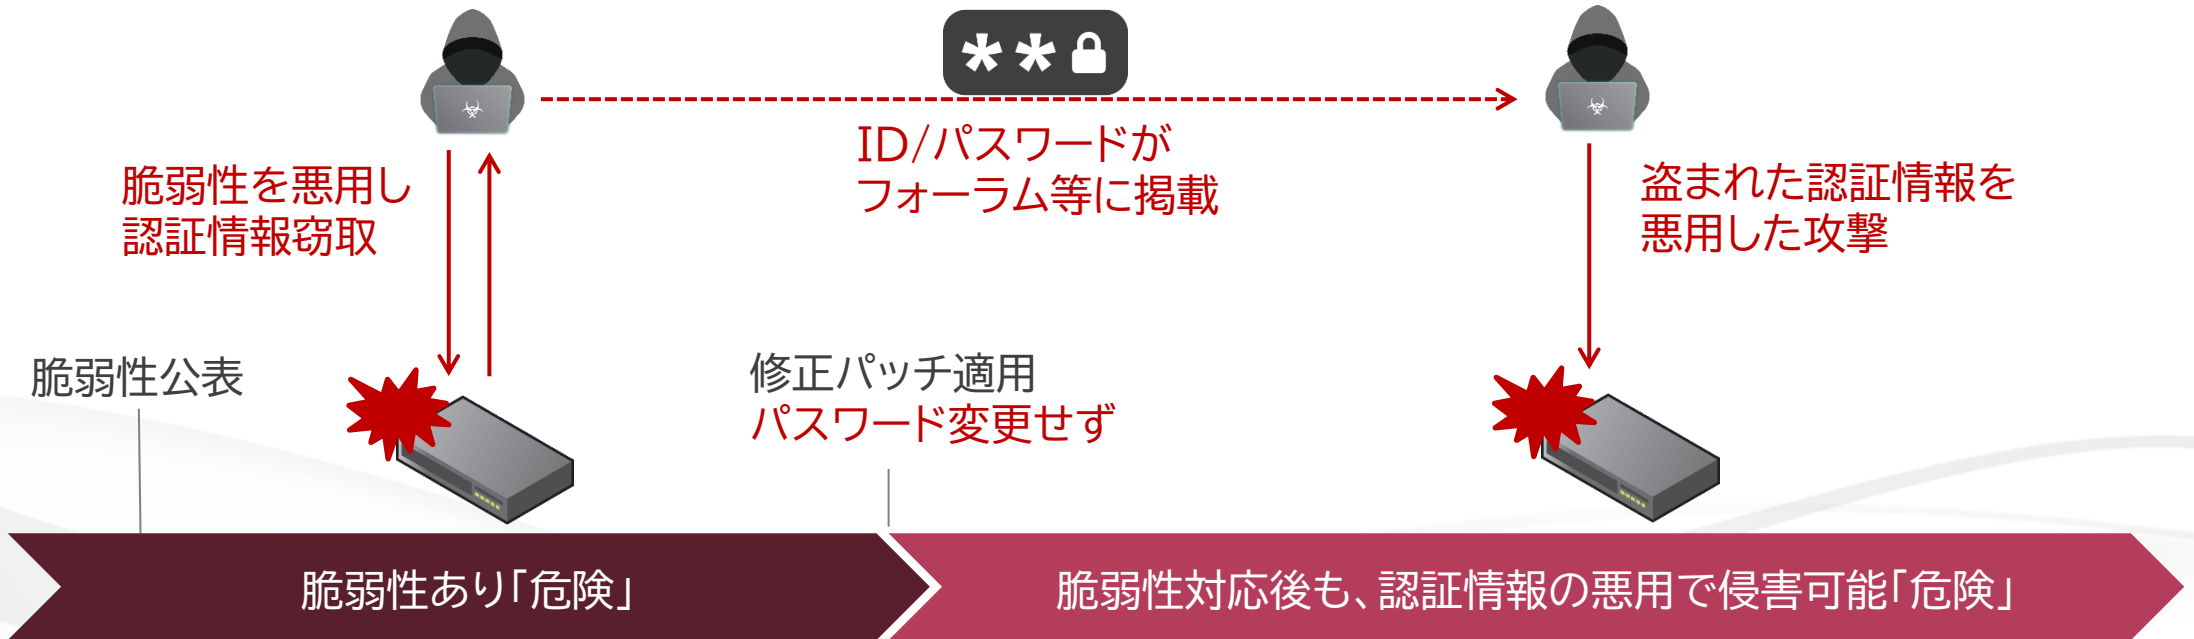 **
ID/パスワードが
フォーラム等に掲載
脆弱性を悪用し
認証情報窃取
盗まれた認証情報を
悪用した攻撃
脆弱性公表
修正パッチ適用
パスワード変更せず
脆弱性あり「危険」
脆弱性対応後も、認証情報の悪用で侵害可能「危険」